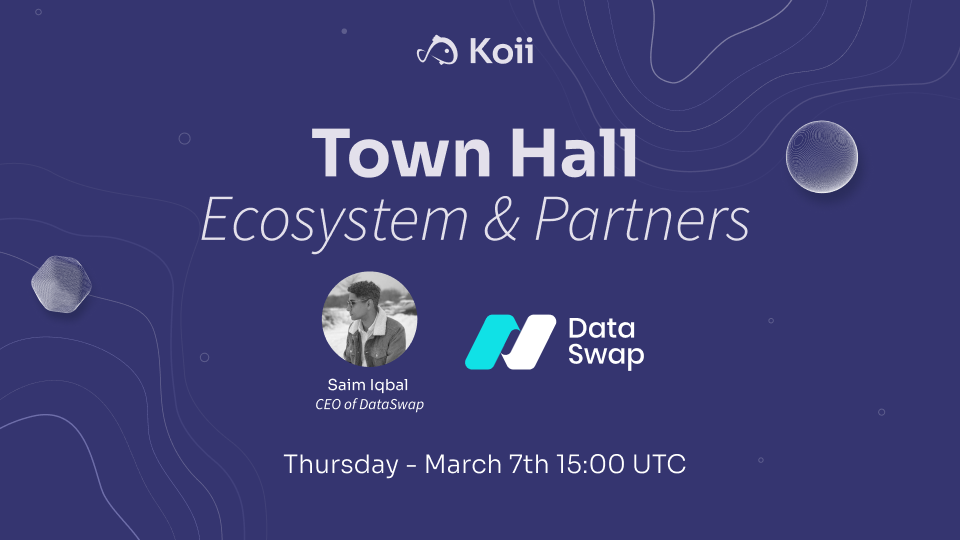 Koii
Town Hall
Ecosystem & Partners
Data
Swap
Saim Iqbal
CEO of DataSwap
Thursday - March 7th 15:00 UTC